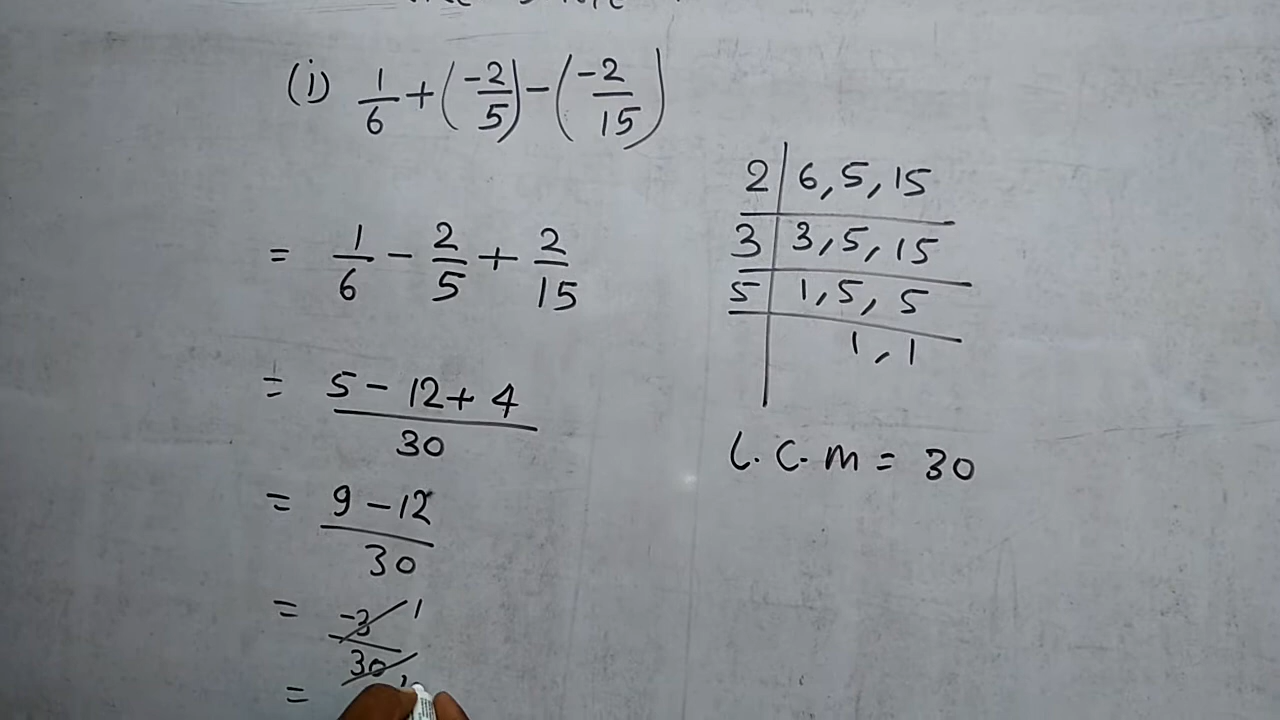 (i) 1/6 + (-2/5) - (-2/15)
= 1/6 - 2/5 + 2/15
= 5 - 12 + 4 / 30
= 9 - 12 / 30
= -3 / 30 1
=
2 | 6, 5, 15
3 | 3, 5, 15
5 | 1, 5, 5
1, 1
L.C.M = 30